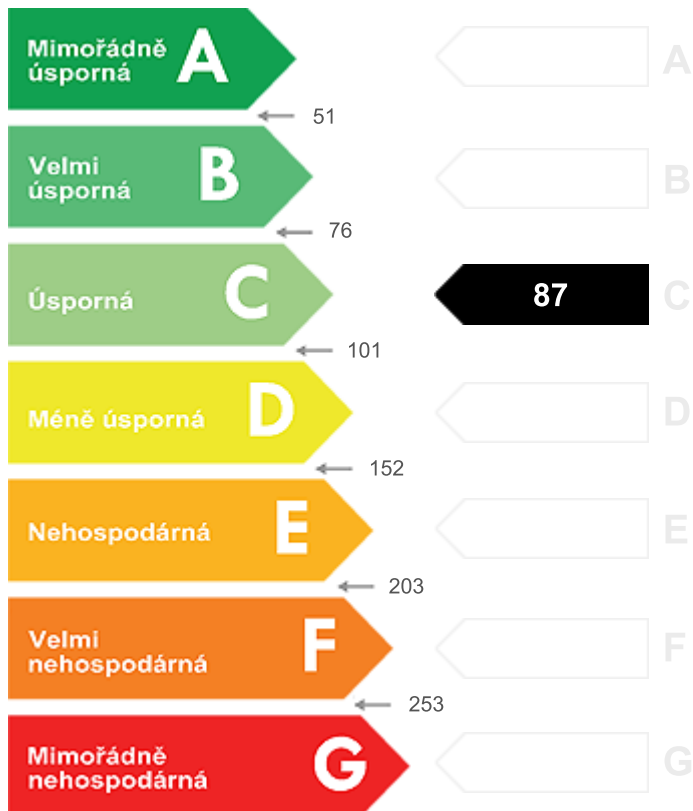 Mimořádně
úsporná
A
A
51
Velmi
úsporná
B
B
76
Úsporná
C
87
C
101
Méně úsporná
D
D
152
Nehospodárná
E
E
203
Velmi
nehospodárná
F
F
253
Mimořádně
nehospodárná
G
G